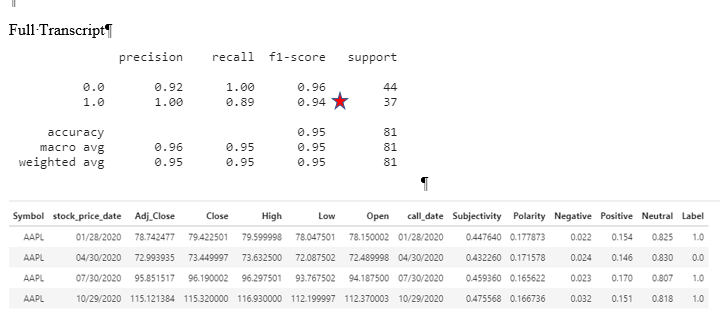 ¶
Full·Transcript¶
precision recall f1-score support
0.0 0.92 1.00 0.96 44
1.0 1.00 0.89 0.94 37
accuracy 0.95 81
macro avg 0.96 0.95 0.95 81
weighted avg 0.95 0.95 0.95 81
¶
Symbol stock_price_date Adj_Close Close High Low Open call_date Subjectivity Polarity Negative Positive Neutral Label
AAPL 01/28/2020 78.742477 79.422501 79.599998 78.047501 78.150002 01/28/2020 0.447640 0.177873 0.022 0.154 0.825 1.0
AAPL 04/30/2020 72.993935 73.449997 73.632500 72.087502 72.489998 04/30/2020 0.432260 0.171578 0.024 0.146 0.830 0.0
AAPL 07/30/2020 95.851517 96.190002 96.297501 93.767502 94.187500 07/30/2020 0.459360 0.165622 0.023 0.170 0.807 1.0
AAPL 10/29/2020 115.121384 115.320000 116.930000 112.199997 112.370003 10/29/2020 0.475568 0.166736 0.032 0.151 0.818 1.0